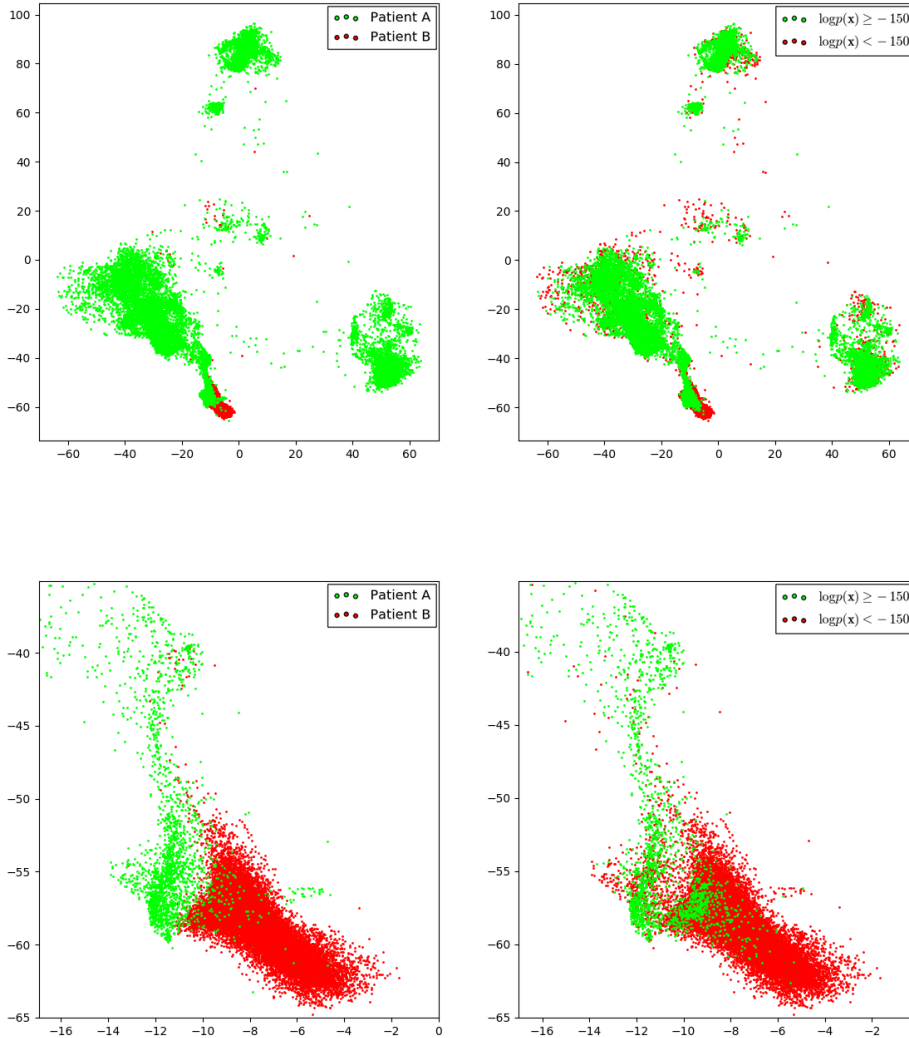 100
80
60
40
20
0
−20
−40
−60
−60 −40 −20 0 20 40 60
Patient A
Patient B
100
80
60
40
20
0
−20
−40
−60
−60 −40 −20 0 20 40 60
logp(x) ≥ −150
logp(x) < −150
−40
−45
−50
−55
−60
−65
−16 −14 −12 −10 −8 −6 −4 −2 0
Patient A
Patient B
−40
−45
−50
−55
−60
−65
−16 −14 −12 −10 −8 −6 −4 −2
logp(x) ≥ −150
logp(x) < −150